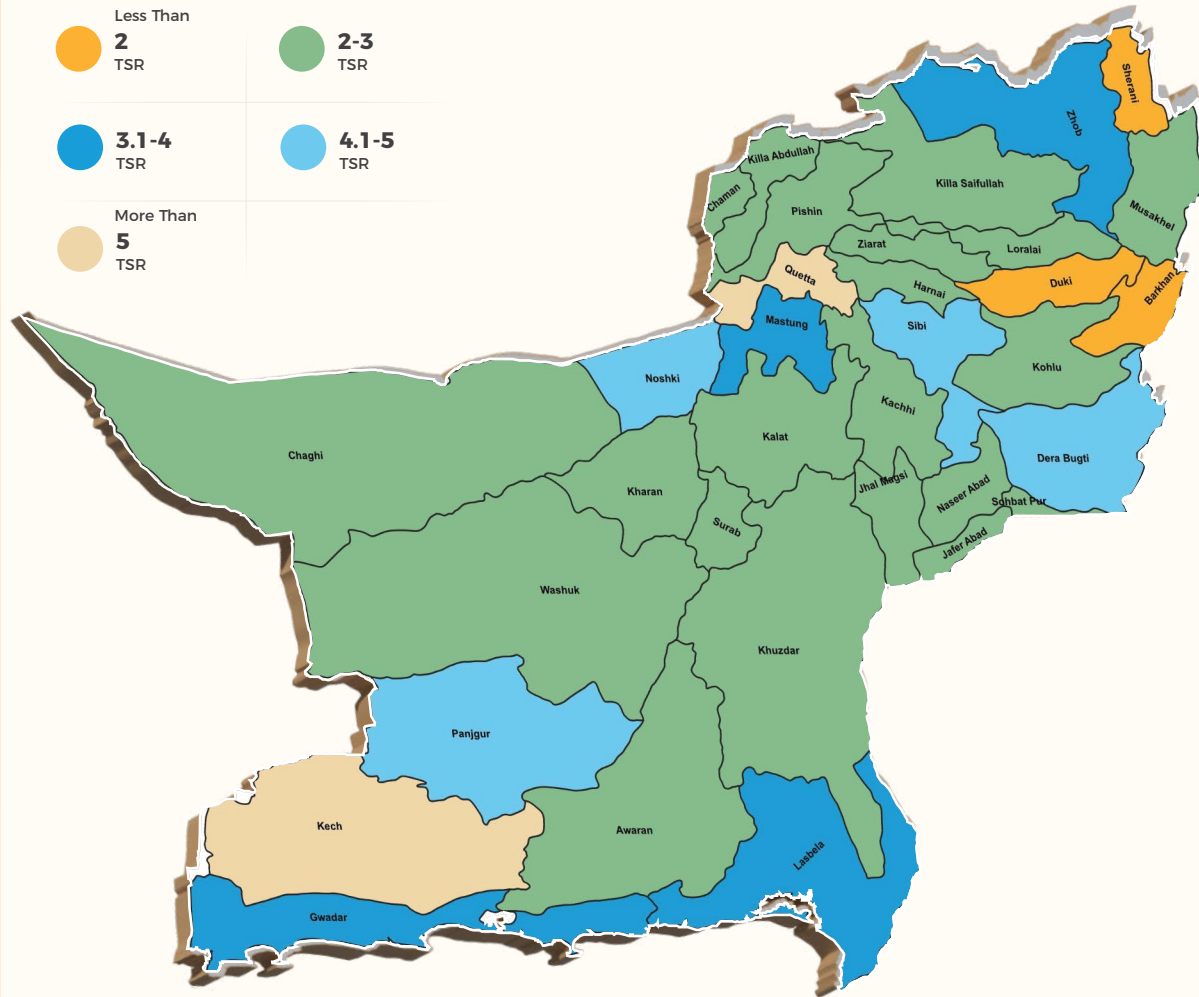 Less Than
2
TSR
2-3
TSR
3.1-4
TSR
4.1-5
TSR
More Than
5
TSR
Sherani
Zhob
Killa Abdullah
Chaman
Killa Saifullah
Pishin
Musakhel
Ziarat
Loralai
Quetta
Harnai
Duki
Barkhan
Mastung
Sibi
Noshki
Kohlu
Kachhi
Kalat
Chaghi
Dera Bugti
Jhal Magsi
Kharan
Naseer Abad
Sohbat Pur
Surab
Jafer Abad
Washuk
Khuzdar
Panjgur
Kech
Awaran
Lasbela
Gwadar